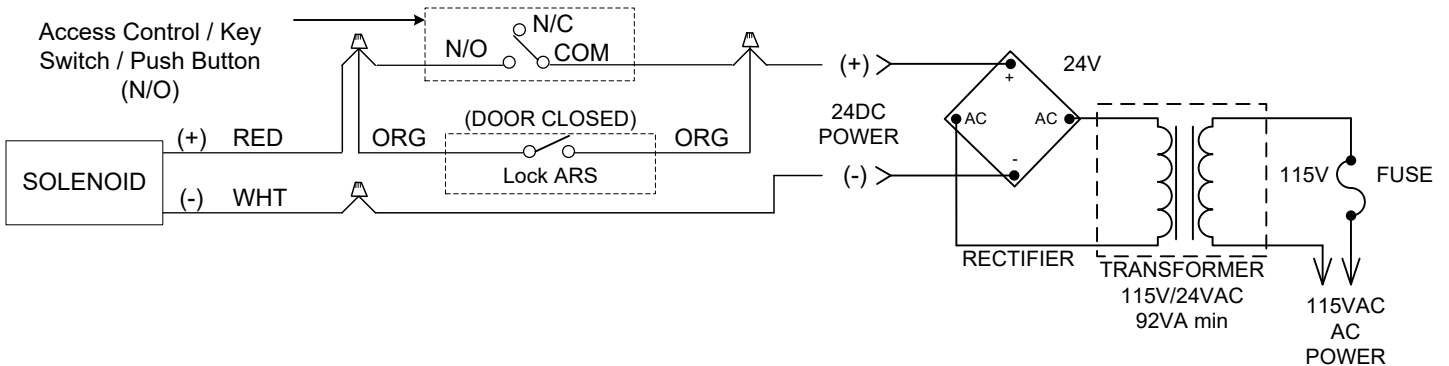 Access Control / Key
Switch / Push Button
(N/O)
N/C
N/O
COM
(DOOR CLOSED)
(+) RED
ORG
ORG
Lock ARS
SOLENOID
(-) WHT
(+)
24DC
POWER
(-)
24V
+
AC
AC
-
RECTIFIER
TRANSFORMER
115V/24VAC
92VA min
115V
FUSE
115VAC
AC
POWER